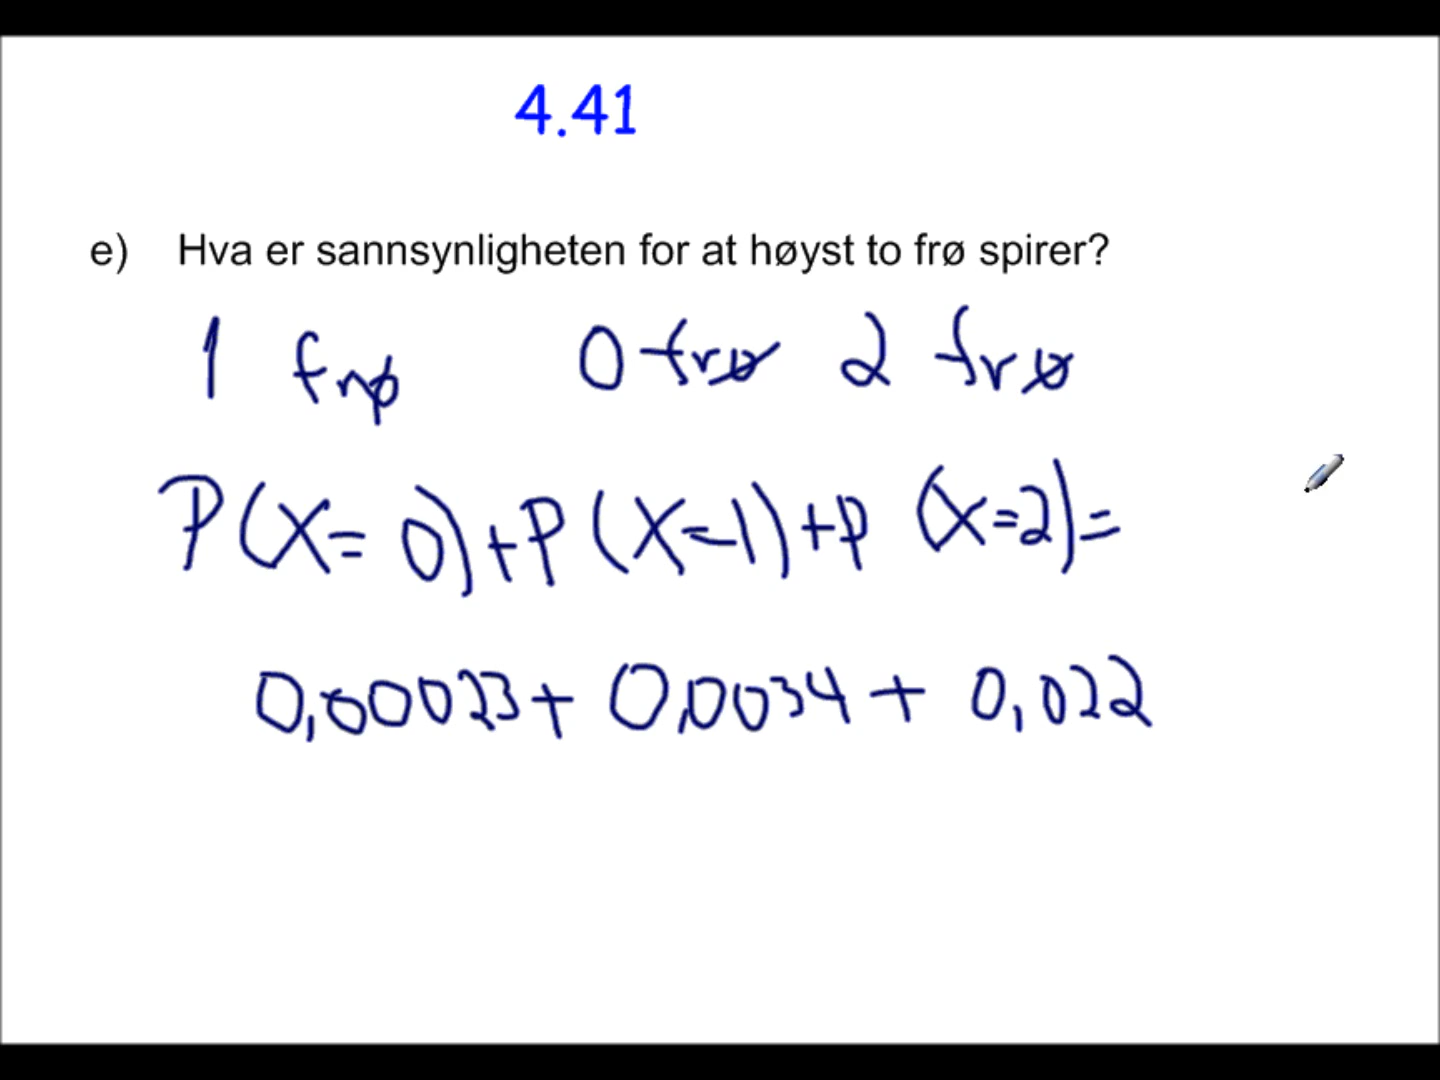 4.41
e) Hva er sannsynligheten for at høyst to frø spirer?
1 frø 0 frø 2 frø
P(X=0)+P(X=1)+P(X=2)=
0,00023+0,0034+0,022